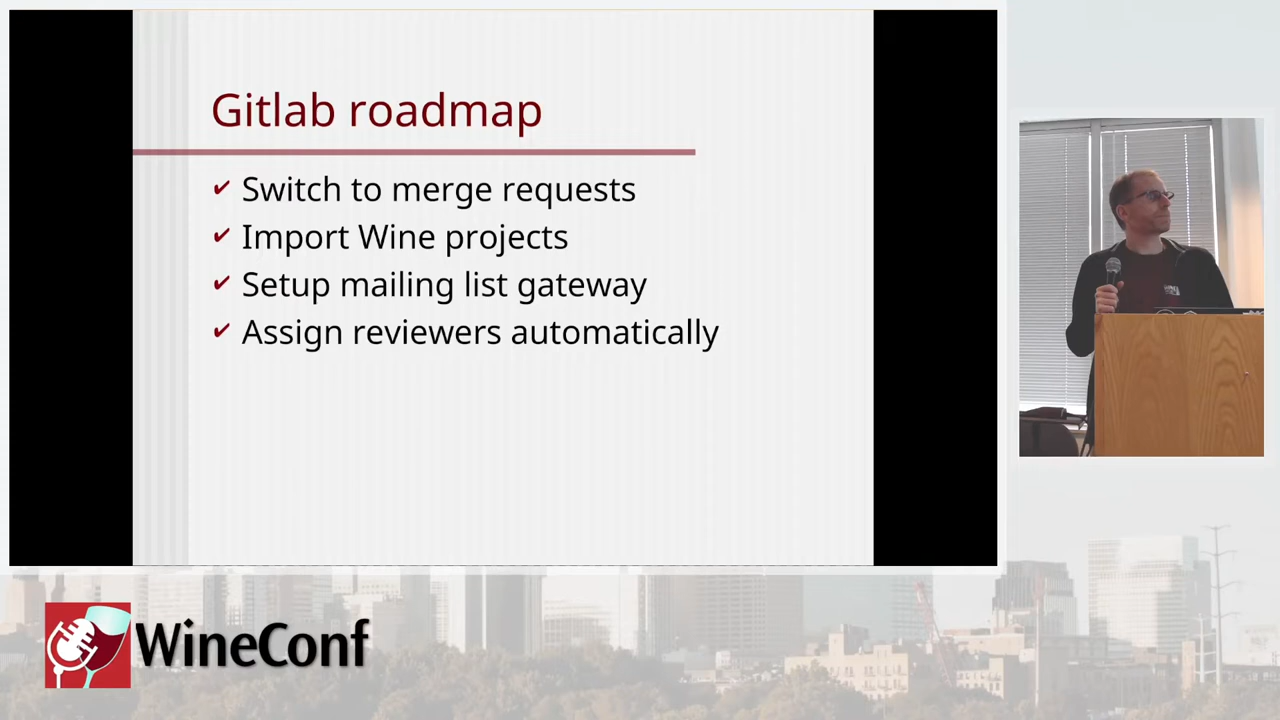 Gitlab roadmap
✔ Switch to merge requests
✔ Import Wine projects
✔ Setup mailing list gateway
✔ Assign reviewers automatically
WineConf